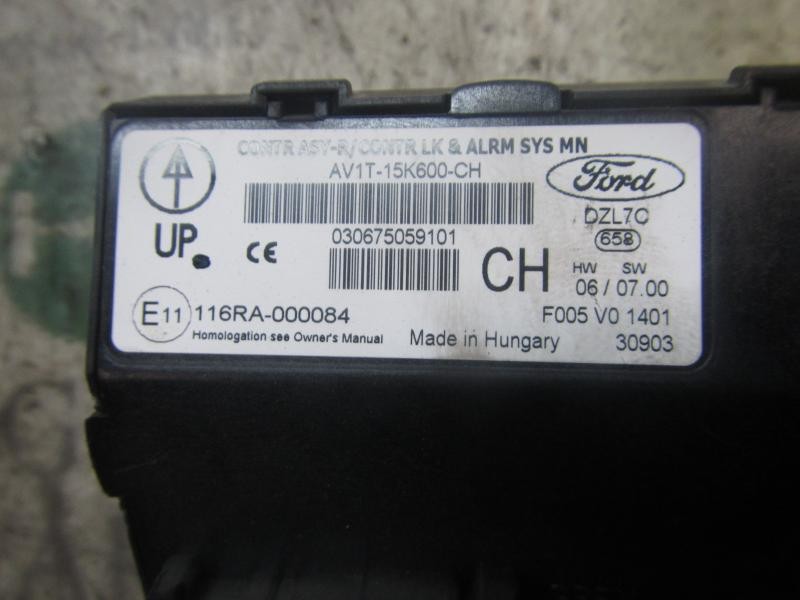 CONTR ASY-R/CONTR LK & ALRM SYS MN
AV1T-15K600-CH
Ford
DZL7C
658
UP
CE
030675059101
CH
HW SW
06 / 07.00
E11 116RA-000084
F005 V0 1401
Homologation see Owner's Manual
Made in Hungary
30903